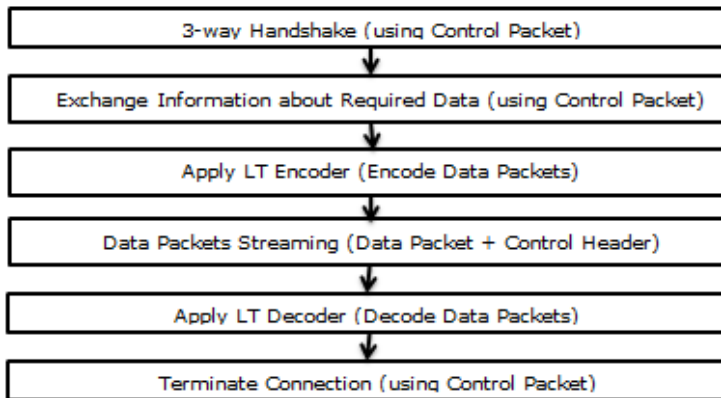 3-way Handshake (using Control Packet)
Exchange Information about Required Data (using Control Packet)
Apply LT Encoder (Encode Data Packets)
Data Packets Streaming (Data Packet + Control Header)
Apply LT Decoder (Decode Data Packets)
Terminate Connection (using Control Packet)